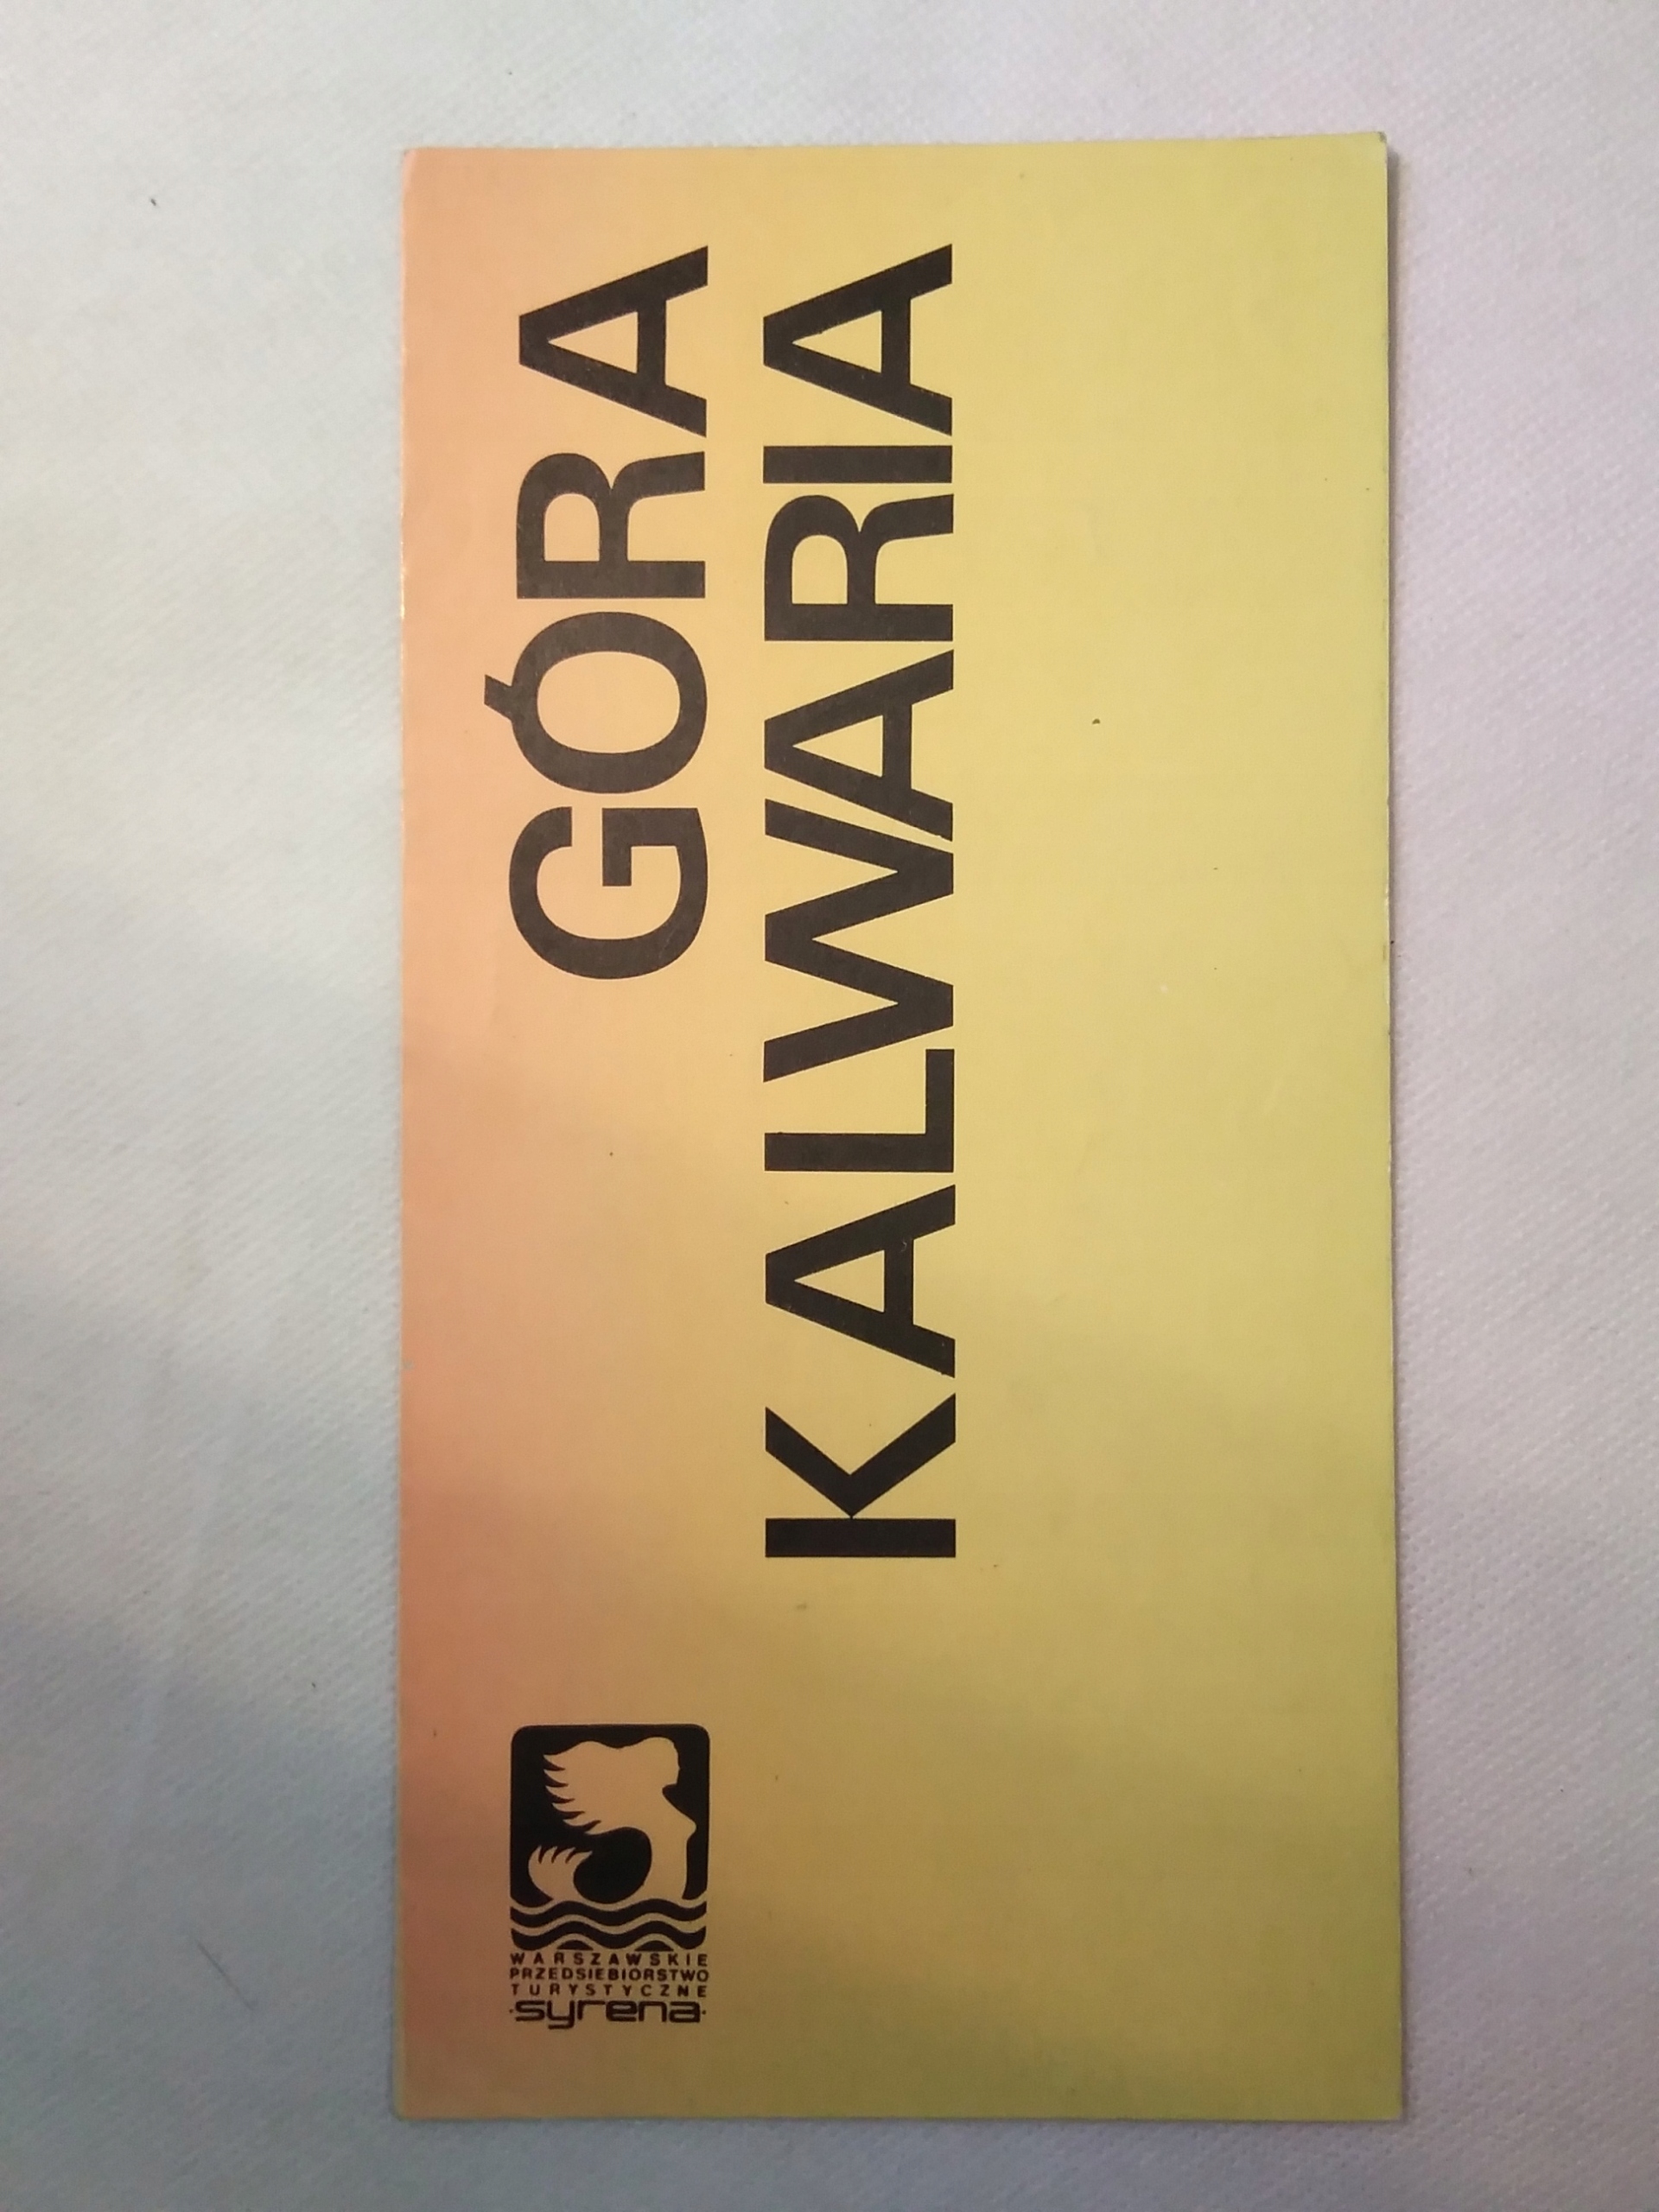 GÓRA
KALWARIA
WARSZAWSKIE
PRZEDSIEBIORSTWO
TURYSTYCZNE
·syrena·